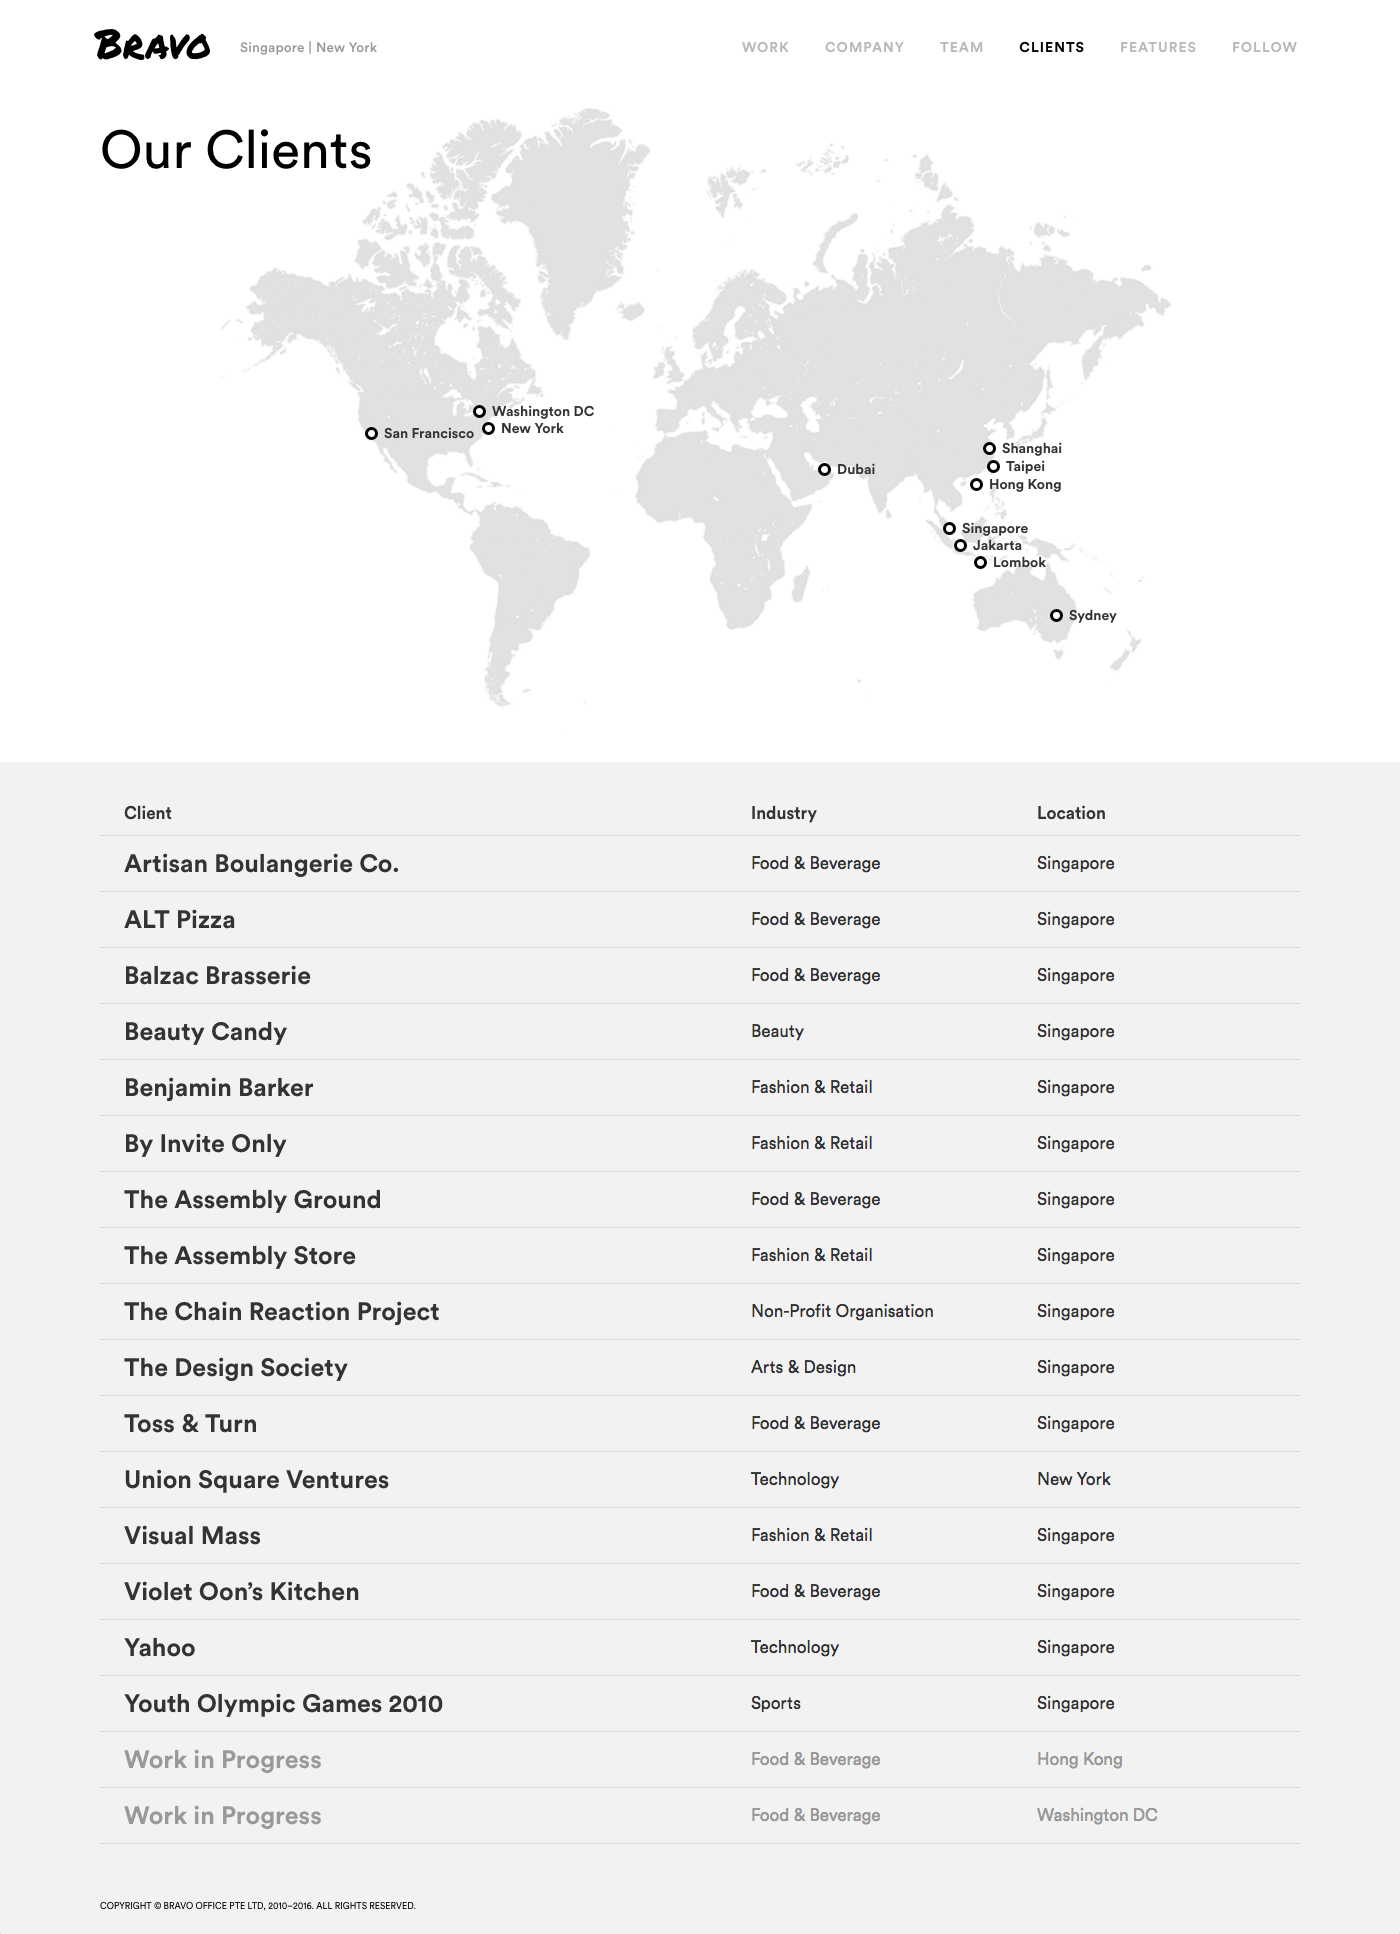 BRAVO Singapore | New York WORK COMPANY TEAM CLIENTS FEATURES FOLLOW
Our Clients
Washington DC
New York
San Francisco
Shanghai
Taipei
Dubai
Hong Kong
Singapore
Jakarta
Lombok
Sydney
Client Industry Location
Artisan Boulangerie Co. Food & Beverage Singapore
ALT Pizza Food & Beverage Singapore
Balzac Brasserie Food & Beverage Singapore
Beauty Candy Beauty Singapore
Benjamin Barker Fashion & Retail Singapore
By Invite Only Fashion & Retail Singapore
The Assembly Ground Food & Beverage Singapore
The Assembly Store Fashion & Retail Singapore
The Chain Reaction Project Non-Profit Organisation Singapore
The Design Society Arts & Design Singapore
Toss & Turn Food & Beverage Singapore
Union Square Ventures Technology New York
Visual Mass Fashion & Retail Singapore
Violet Oon’s Kitchen Food & Beverage Singapore
Yahoo Technology Singapore
Youth Olympic Games 2010 Sports Singapore
Work in Progress Food & Beverage Hong Kong
Work in Progress Food & Beverage Washington DC
COPYRIGHT © BRAVO OFFICE PTE LTD, 2010–2016. ALL RIGHTS RESERVED.